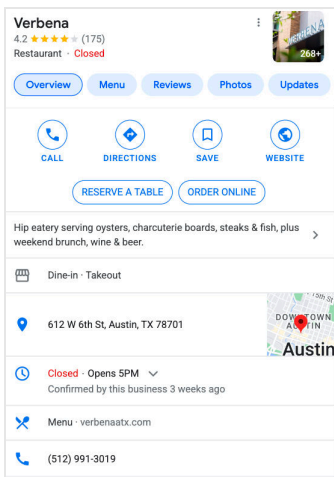 Verbena
4.2 (175)
Restaurant · Closed
VERBENA
268+
Overview
Menu
Reviews
Photos
Updates
CALL
DIRECTIONS
SAVE
WEBSITE
RESERVE A TABLE
ORDER ONLINE
Hip eatery serving oysters, charcuterie boards, steaks & fish, plus
weekend brunch, wine & beer.
Dine-in · Takeout
15th St
DOWNTOWN
AUSTIN
Austin
612 W 6th St, Austin, TX 78701
Closed · Opens 5PM
Confirmed by this business 3 weeks ago
Menu · verbenaatx.com
(512) 991-3019